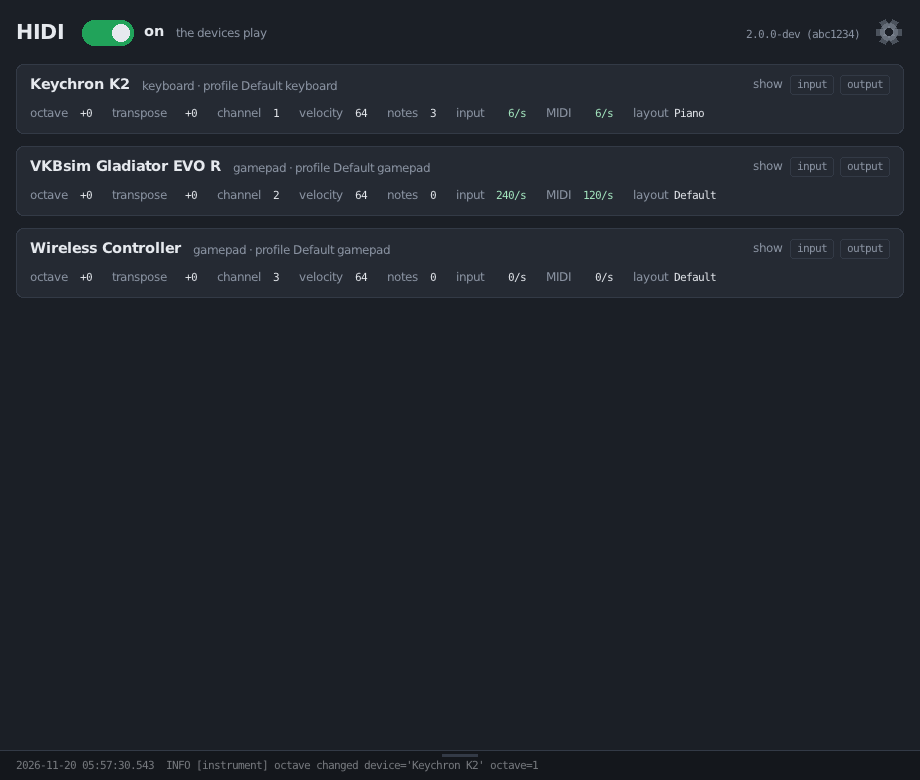 HIDI on the devices play 2.0.0-dev (abc1234)
Keychron K2 keyboard · profile Default keyboard show input output
octave +0 transpose +0 channel 1 velocity 64 notes 3 input 6/s MIDI 6/s layout Piano
VKBsim Gladiator EVO R gamepad · profile Default gamepad show input output
octave +0 transpose +0 channel 2 velocity 64 notes 0 input 240/s MIDI 120/s layout Default
Wireless Controller gamepad · profile Default gamepad show input output
octave +0 transpose +0 channel 3 velocity 64 notes 0 input 0/s MIDI 0/s layout Default
2026-11-20 05:57:30.543 INFO [instrument] octave changed device='Keychron K2' octave=1